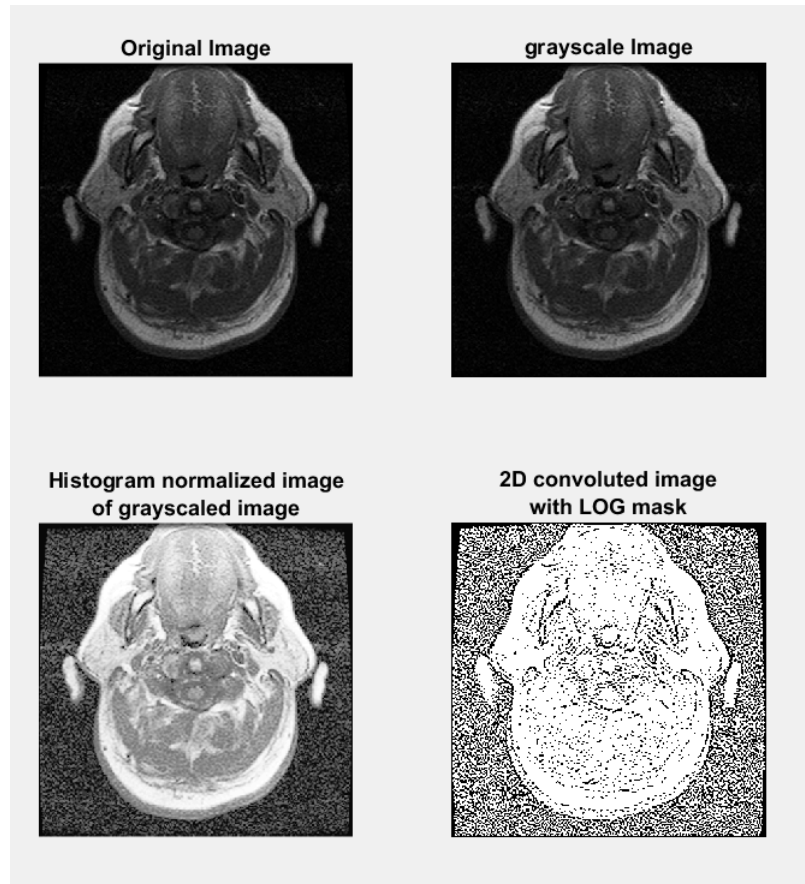 Original Image
grayscale Image
Histogram normalized image
of grayscaled image
2D convoluted image
with LOG mask